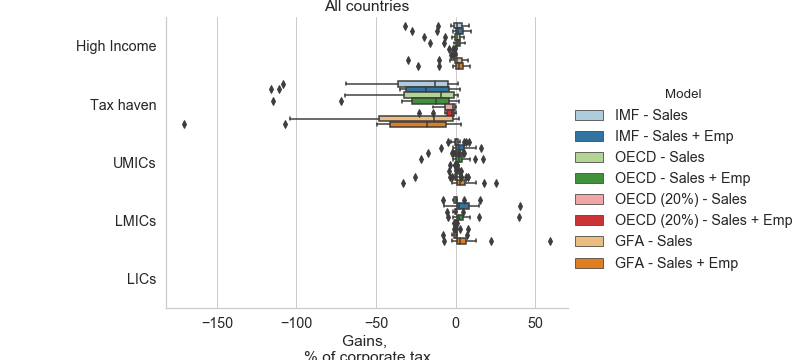 All countries
High Income
Tax haven
UMICs
LMICs
LICs
−150
−100
−50
0
50
Gains,
% of corporate tax
Model
IMF - Sales
IMF - Sales + Emp
OECD - Sales
OECD - Sales + Emp
OECD (20%) - Sales
OECD (20%) - Sales + Emp
GFA - Sales
GFA - Sales + Emp